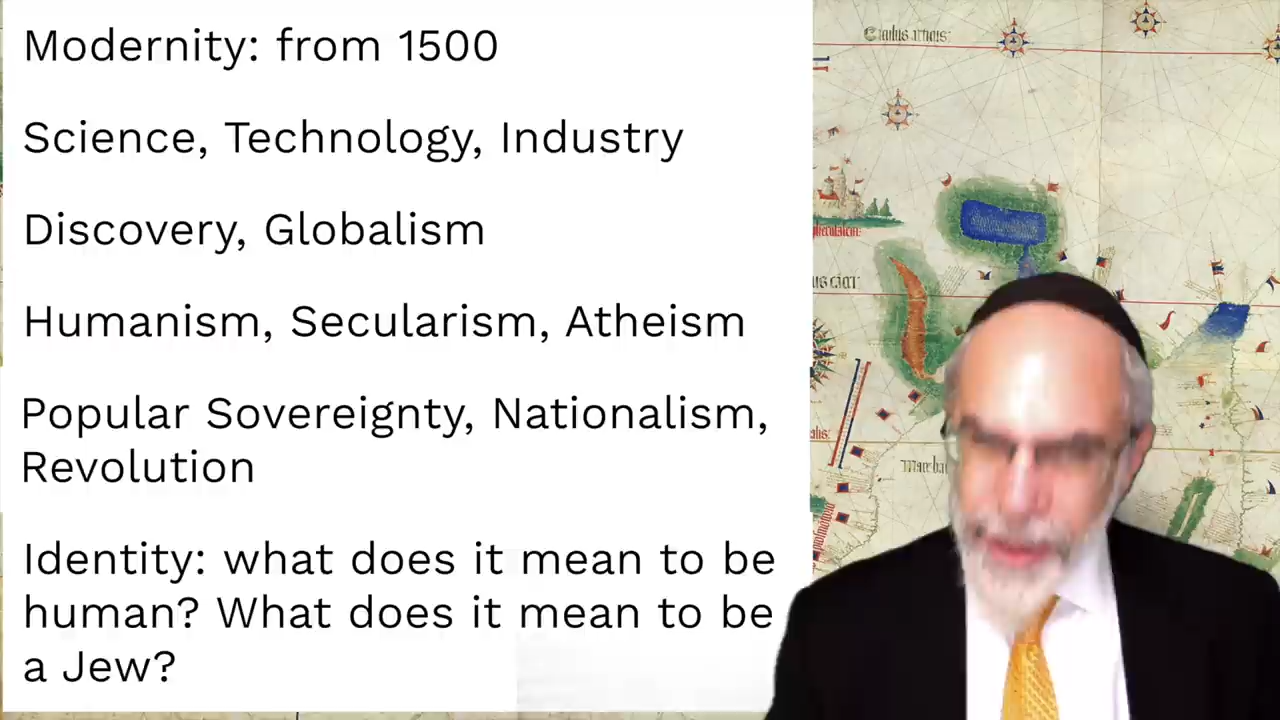 Modernity: from 1500
Science, Technology, Industry
Discovery, Globalism
Humanism, Secularism, Atheism
Popular Sovereignty, Nationalism,
Revolution
Identity: what does it mean to be
human? What does it mean to be
a Jew?